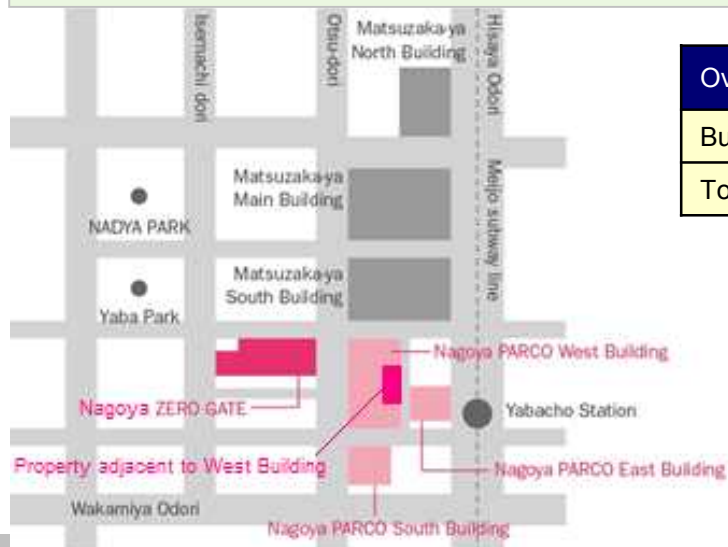 Isemachi dori
Otsu-dori
Matsuzaka-ya
North Building
Hisaya Odori
Matsuzaka-ya
Main Building
Meijo subway line
NADYA PARK
Matsuzaka-ya
South Building
Yaba Park
Nagoya PARCO West Building
Nagoya ZERO GATE
Yabacho Station
Property adjacent to West Building
Nagoya PARCO East Building
Wakamiya Odori
Nagoya PARCO South Building
Ov
Bu
To